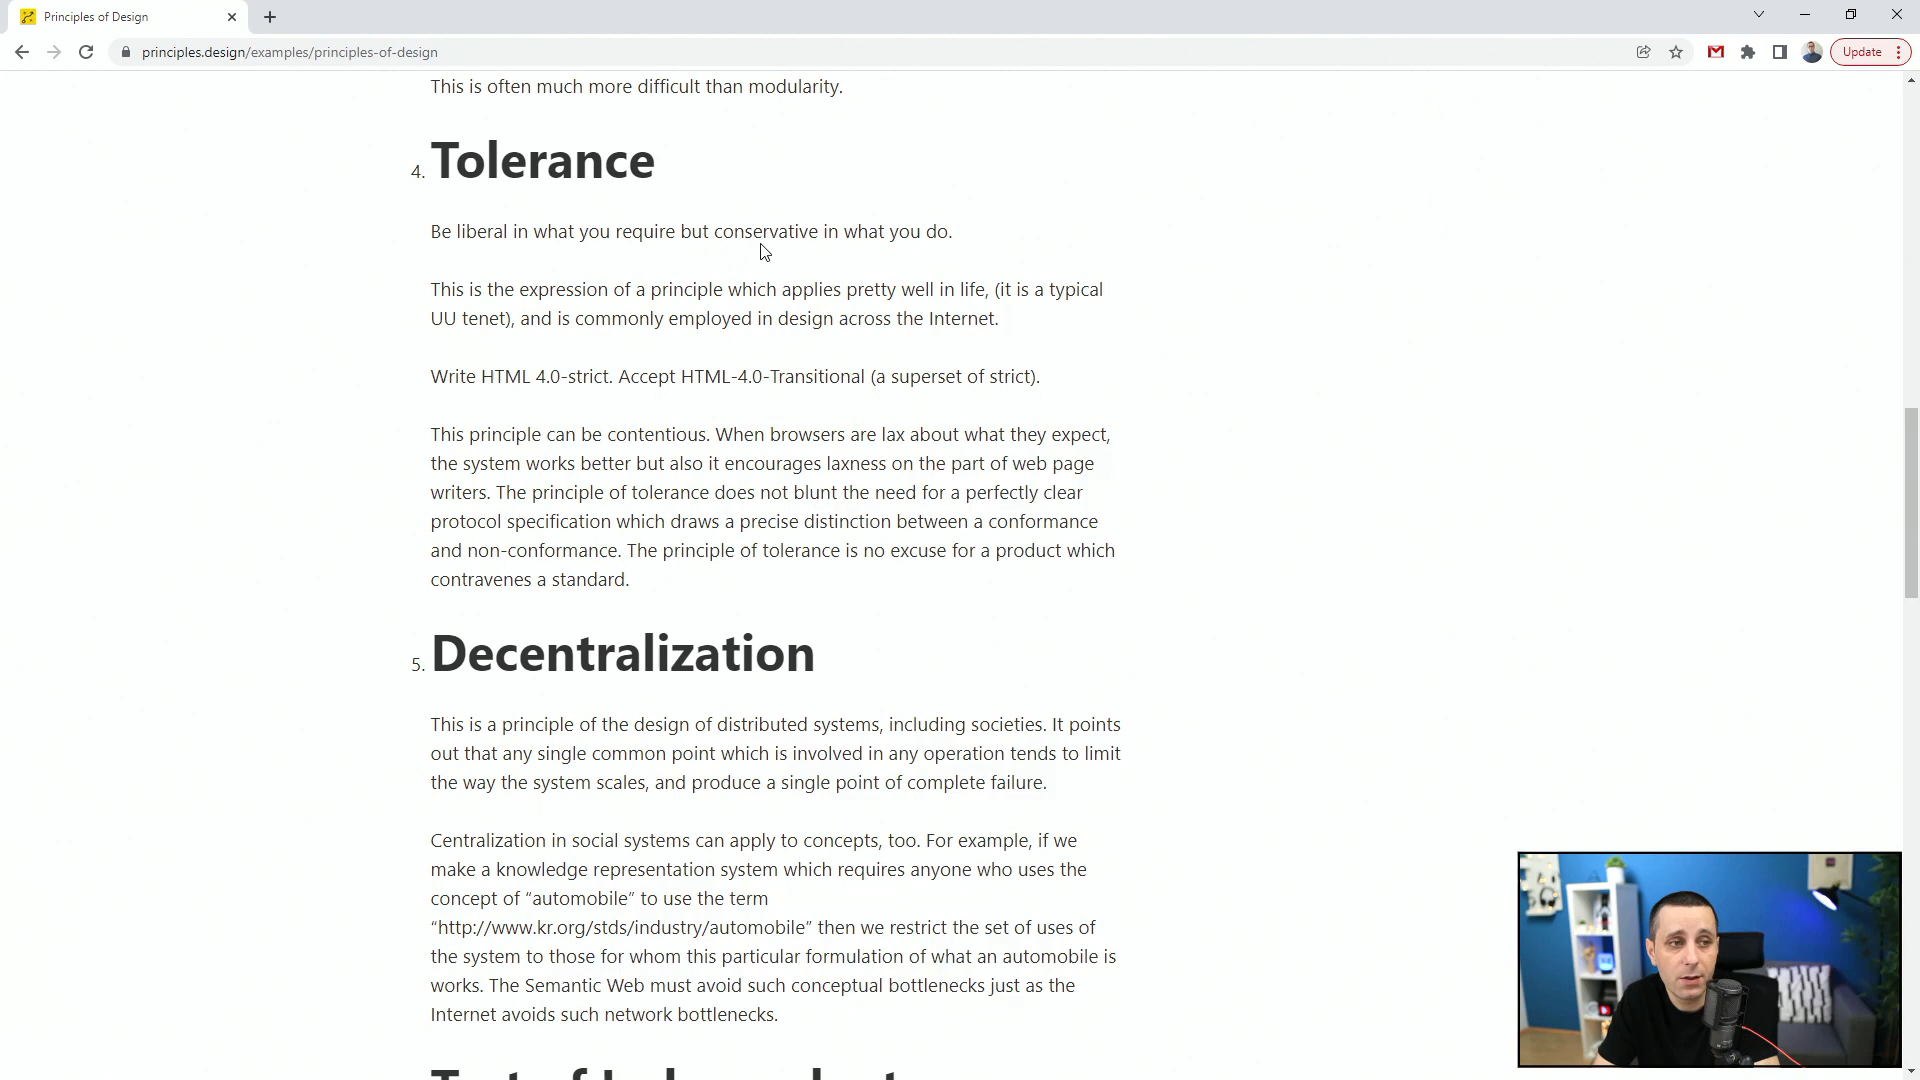 Principles of Design
principles.design/examples/principles-of-design
Update
This is often much more difficult than modularity.
4. Tolerance
Be liberal in what you require but conservative in what you do.
This is the expression of a principle which applies pretty well in life, (it is a typical
UU tenet), and is commonly employed in design across the Internet.
Write HTML 4.0-strict. Accept HTML-4.0-Transitional (a superset of strict).
This principle can be contentious. When browsers are lax about what they expect,
the system works better but also it encourages laxness on the part of web page
writers. The principle of tolerance does not blunt the need for a perfectly clear
protocol specification which draws a precise distinction between a conformance
and non-conformance. The principle of tolerance is no excuse for a product which
contravenes a standard.
5. Decentralization
This is a principle of the design of distributed systems, including societies. It points
out that any single common point which is involved in any operation tends to limit
the way the system scales, and produce a single point of complete failure.
Centralization in social systems can apply to concepts, too. For example, if we
make a knowledge representation system which requires anyone who uses the
concept of “automobile” to use the term
“http://www.kr.org/stds/industry/automobile” then we restrict the set of uses of
the system to those for whom this particular formulation of what an automobile is
works. The Semantic Web must avoid such conceptual bottlenecks just as the
Internet avoids such network bottlenecks.